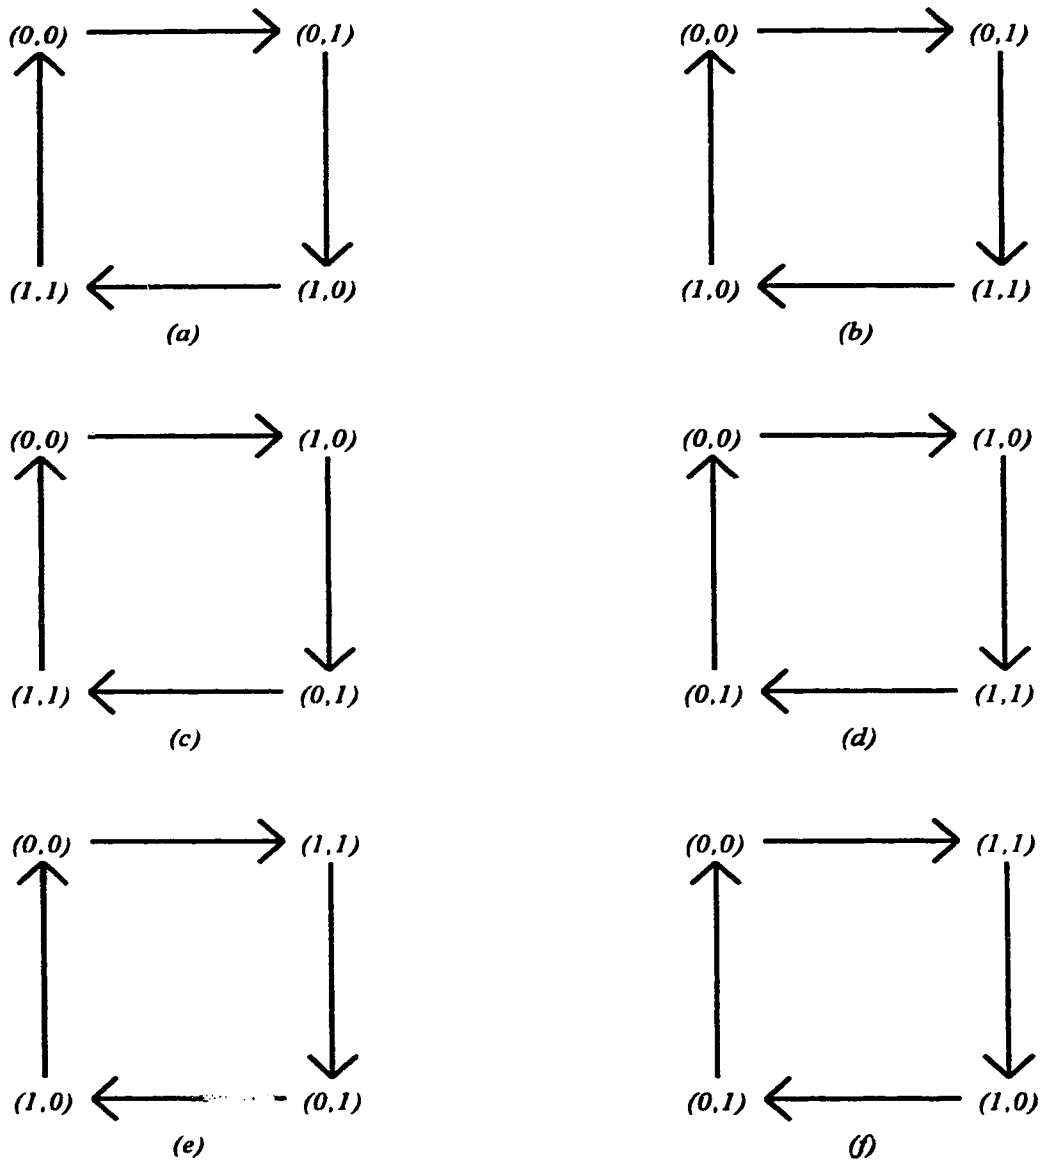 (0,0) (0,1) (0,0) (0,1)
(1,1) (1,0) (1,0) (1,1)
(a) (b)
(0,0) (1,0) (0,0) (1,0)
(1,1) (0,1) (0,1) (1,1)
(c) (d)
(0,0) (1,1) (0,0) (1,1)
(1,0) (0,1) (0,1) (1,0)
(e) (f)